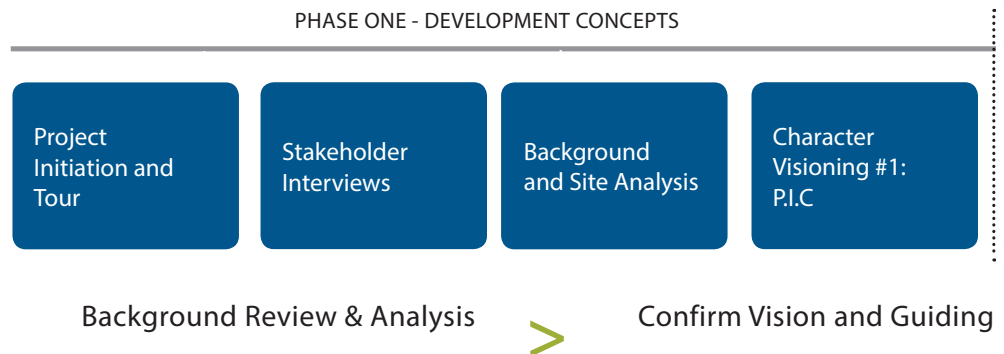 PHASE ONE - DEVELOPMENT CONCEPTS
Project
Initiation and
Tour
Stakeholder
Interviews
Background
and Site Analysis
Character
Visioning #1:
P.I.C
Background Review & Analysis
>
Confirm Vision and Guiding